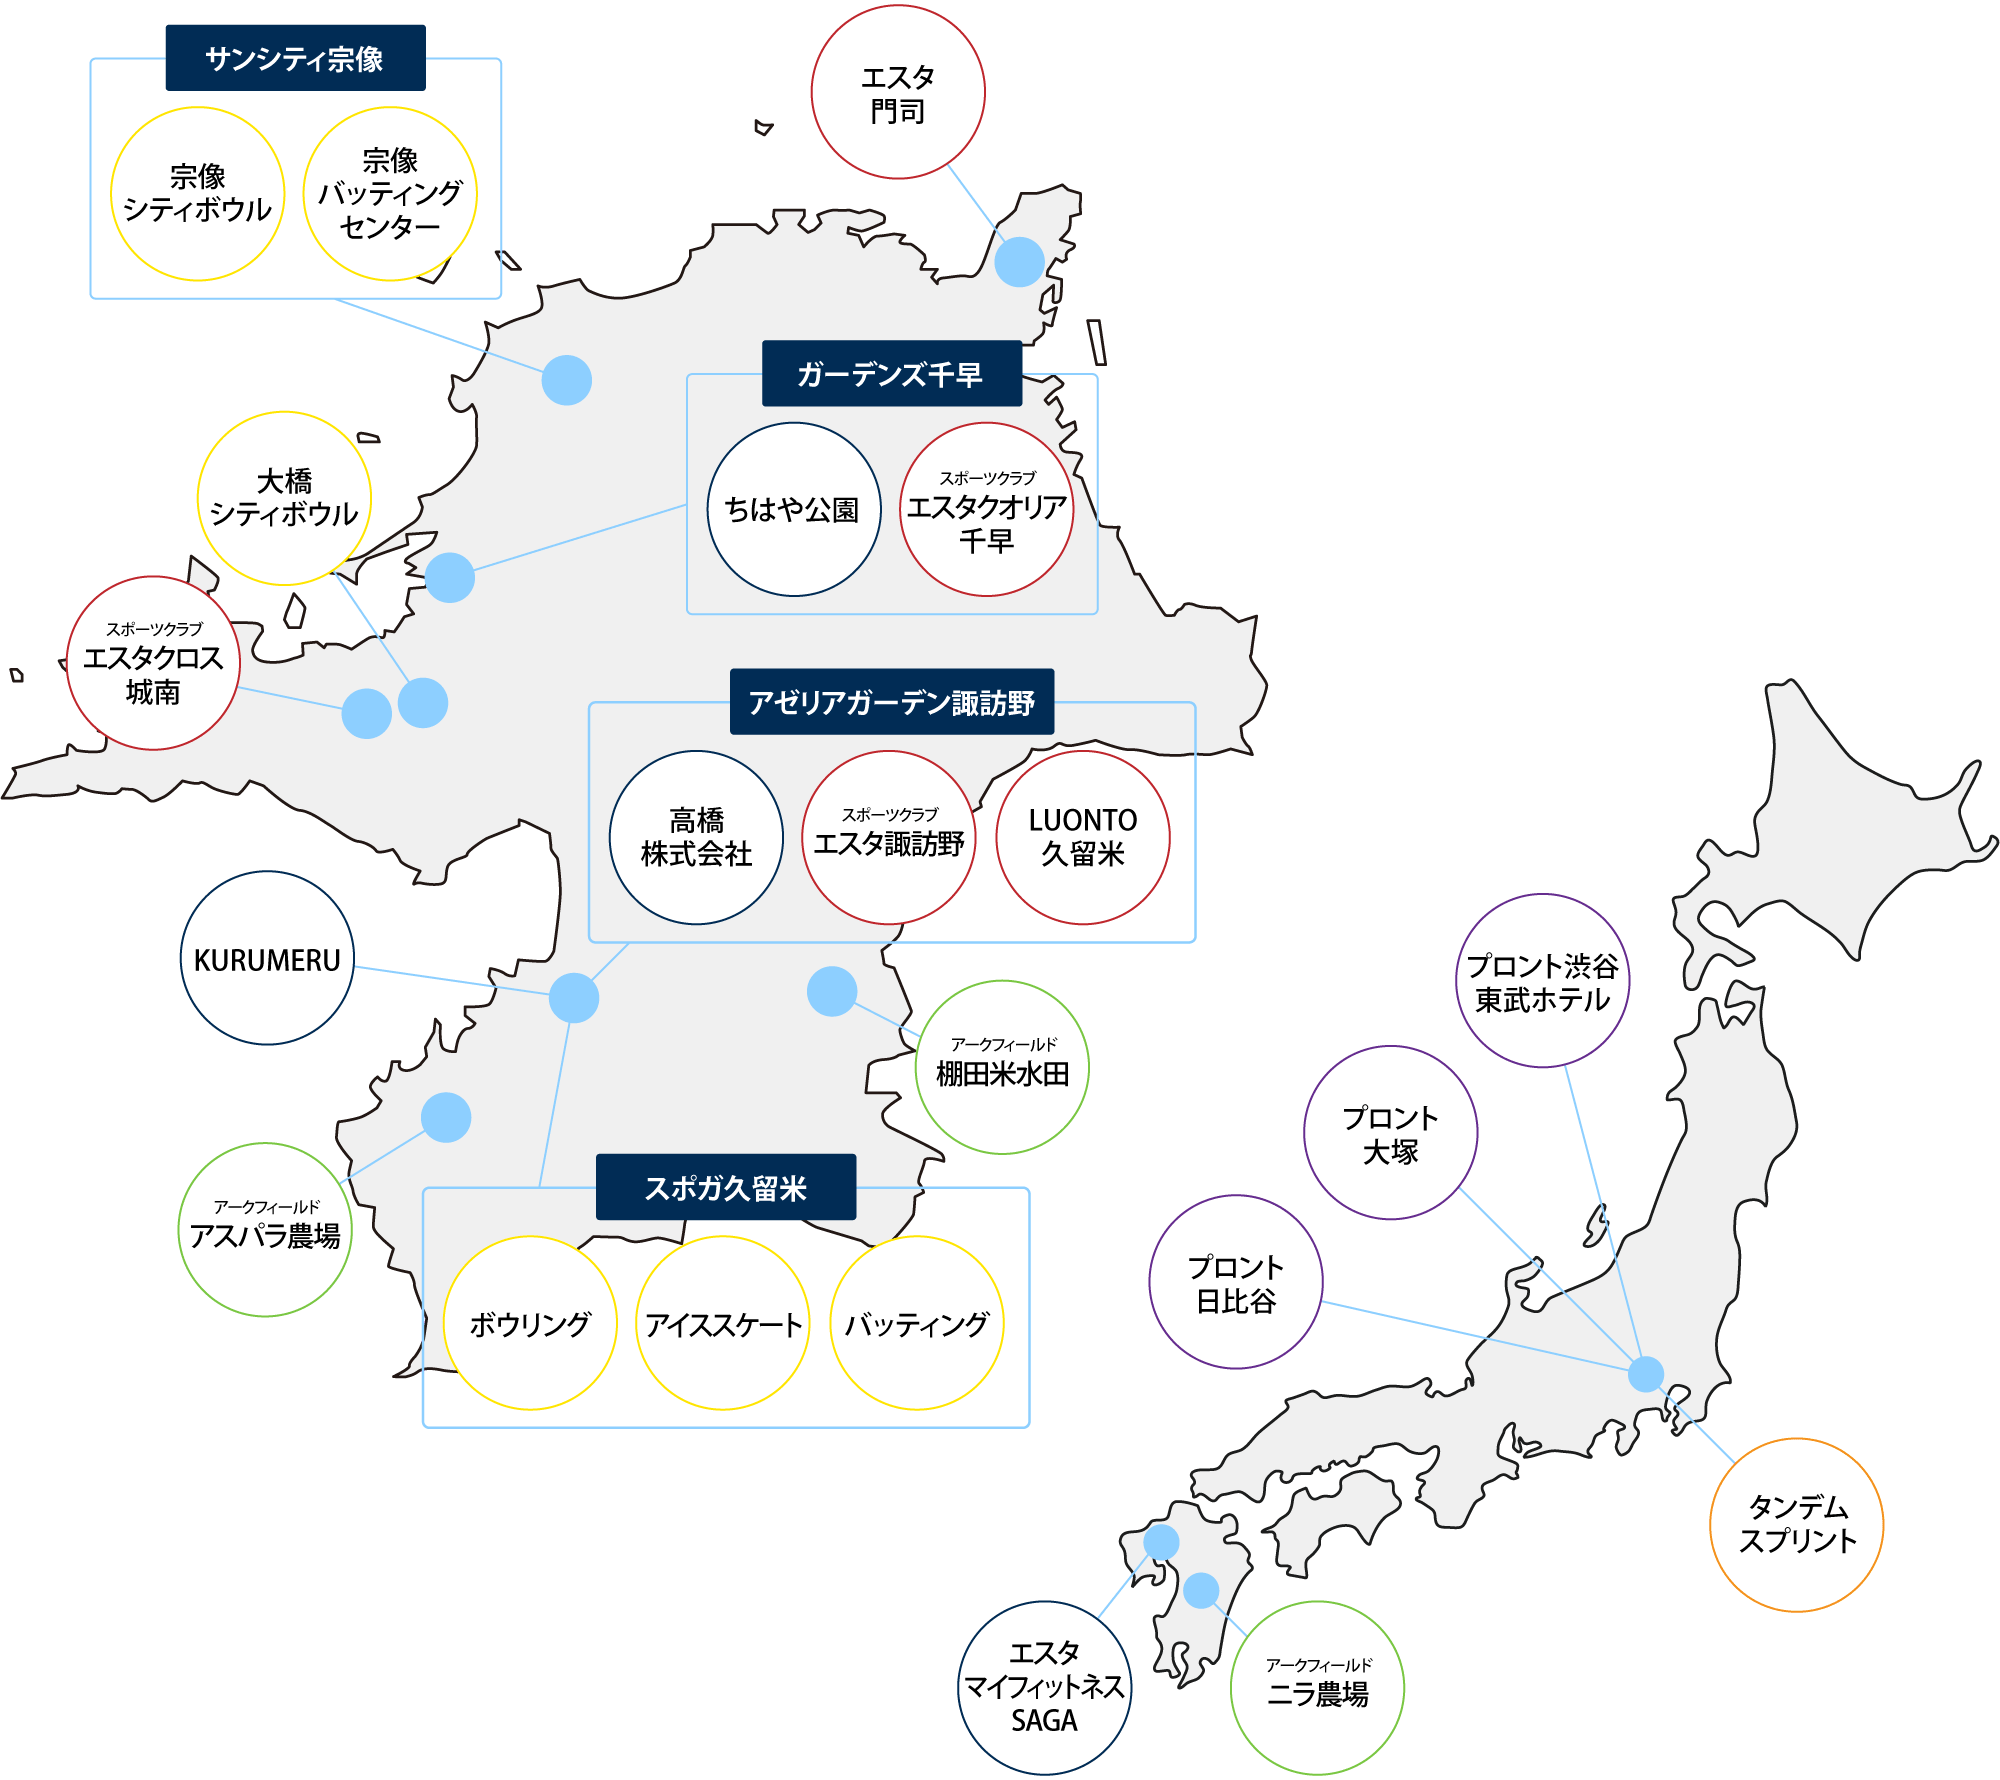 サンシティ宗像
宗像
シティボウル
宗像
バッティング
センター
エスタ
門司
ガーデンズ千早
ちはや公園
スポーツクラブ
エスタクオリア
千早
大橋
シティボウル
スポーツクラブ
エスタクロス
城南
アゼリアガーデン諏訪野
高橋
株式会社
スポーツクラブ
エスタ諏訪野
LUONTO
久留米
KURUMERU
アークフィールド
棚田米水田
アークフィールド
アスパラ農場
スポガ久留米
ボウリング
アイススケート
バッティング
プロント渋谷
東武ホテル
プロント
大塚
プロント
日比谷
タンデム
スプリント
エスタ
マイフィットネス
SAGA
アークフィールド
ニラ農場